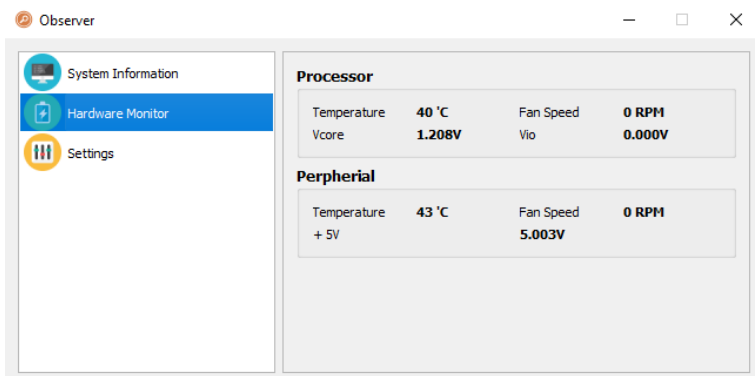 Observer
System Information
Hardware Monitor
Settings
Processor
Temperature 40 'C Fan Speed 0 RPM
Vcore 1.208V Vio 0.000V
Perpherial
Temperature 43 'C Fan Speed 0 RPM
+ 5V 5.003V